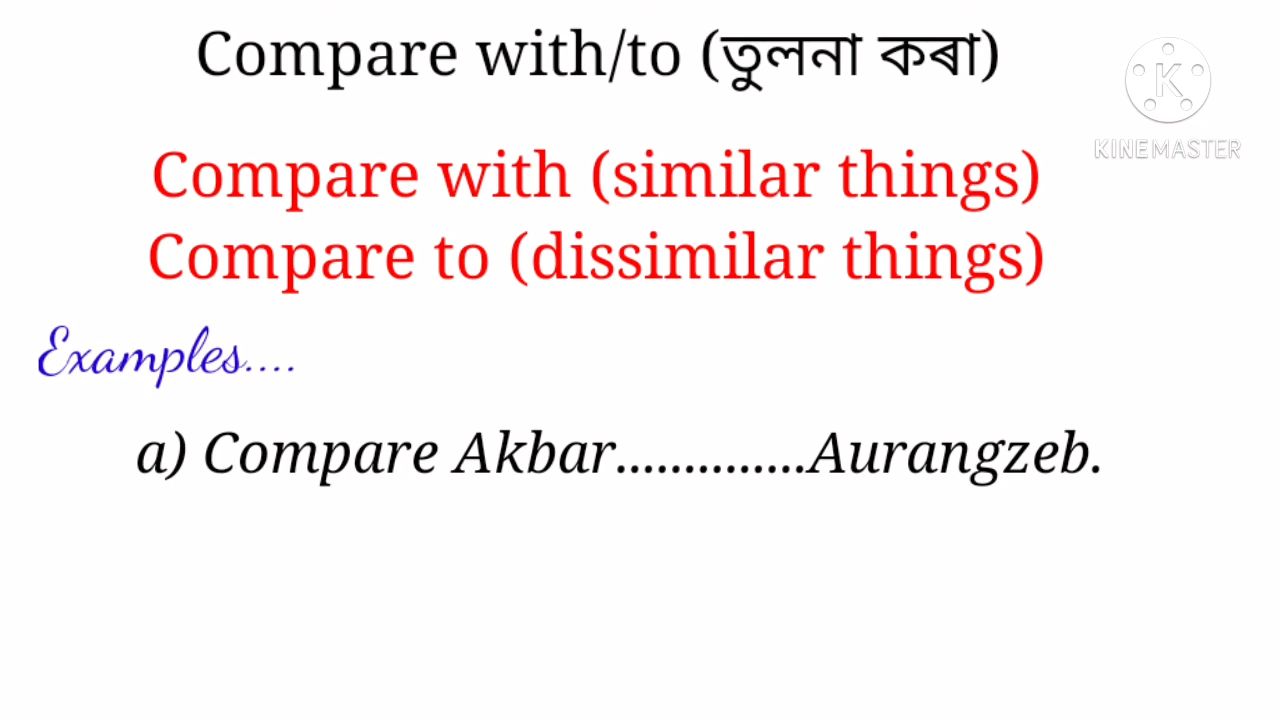 Compare with/to (তুলনা কৰা)
K
KINEMASTER
Compare with (similar things)
Compare to (dissimilar things)
Examples....
a) Compare Akbar..............Aurangzeb.